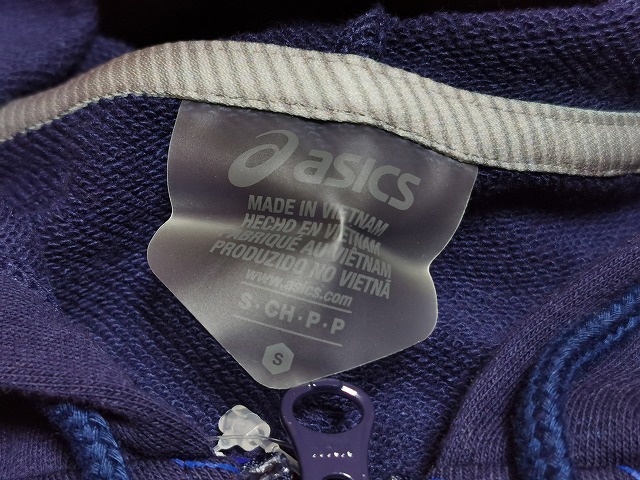 asics
MADE IN VIETNAM
HECHO EN VIETNAM
FABRIQUÉ AU VIETNAM
PRODUZIDO NO VIETNÃ
www.asics.com
S·CH·P·P
S